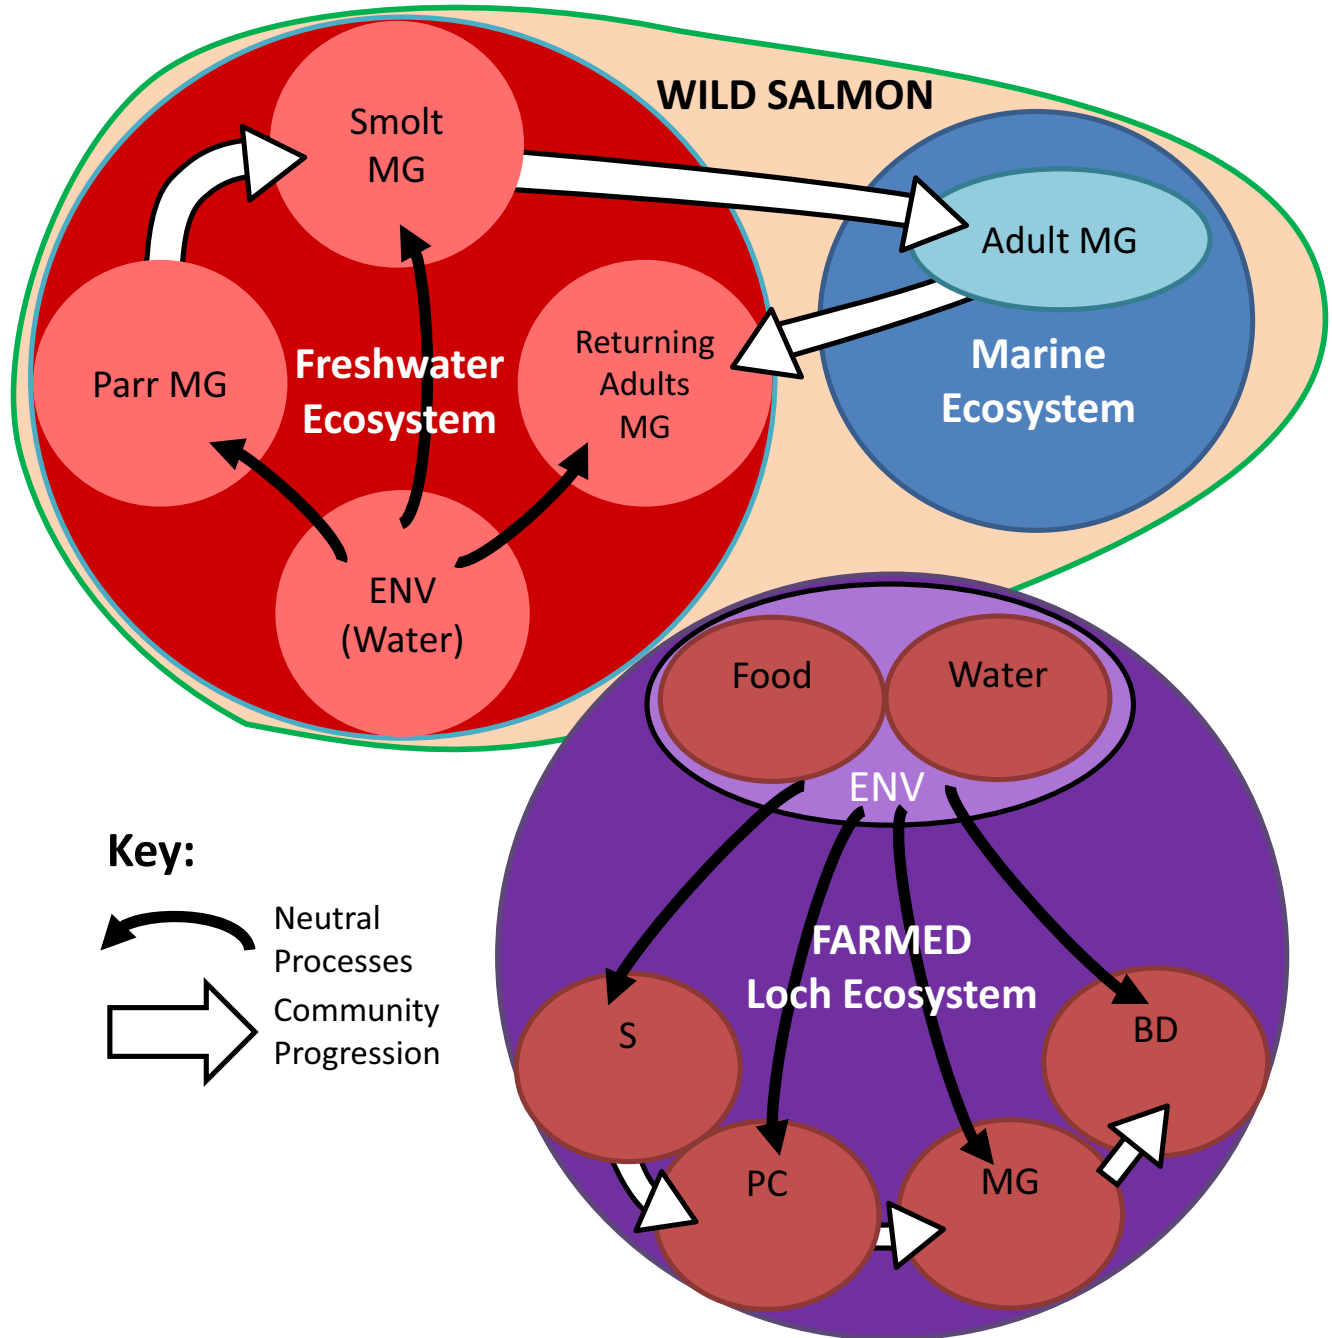 WILD SALMON
Smolt
MG
Adult MG
Parr MG
Freshwater
Ecosystem
Returning
Adults
MG
Marine
Ecosystem
ENV
(Water)
Food
Water
ENV
FARMED
Loch Ecosystem
S
PC
MG
BD
Key:
Neutral
Processes
Community
Progression